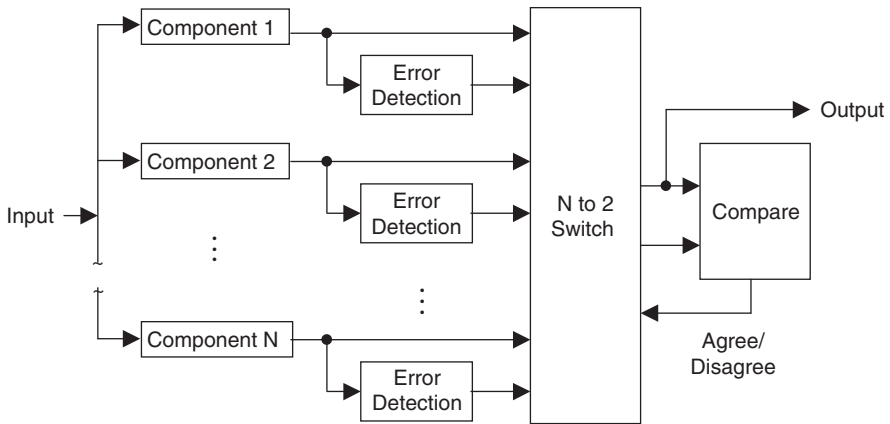 Component 1
Error
Detection
Output
Component 2
Input
Error
Detection
N to 2
Switch
Compare
Component N
Agree/
Disagree
Error
Detection